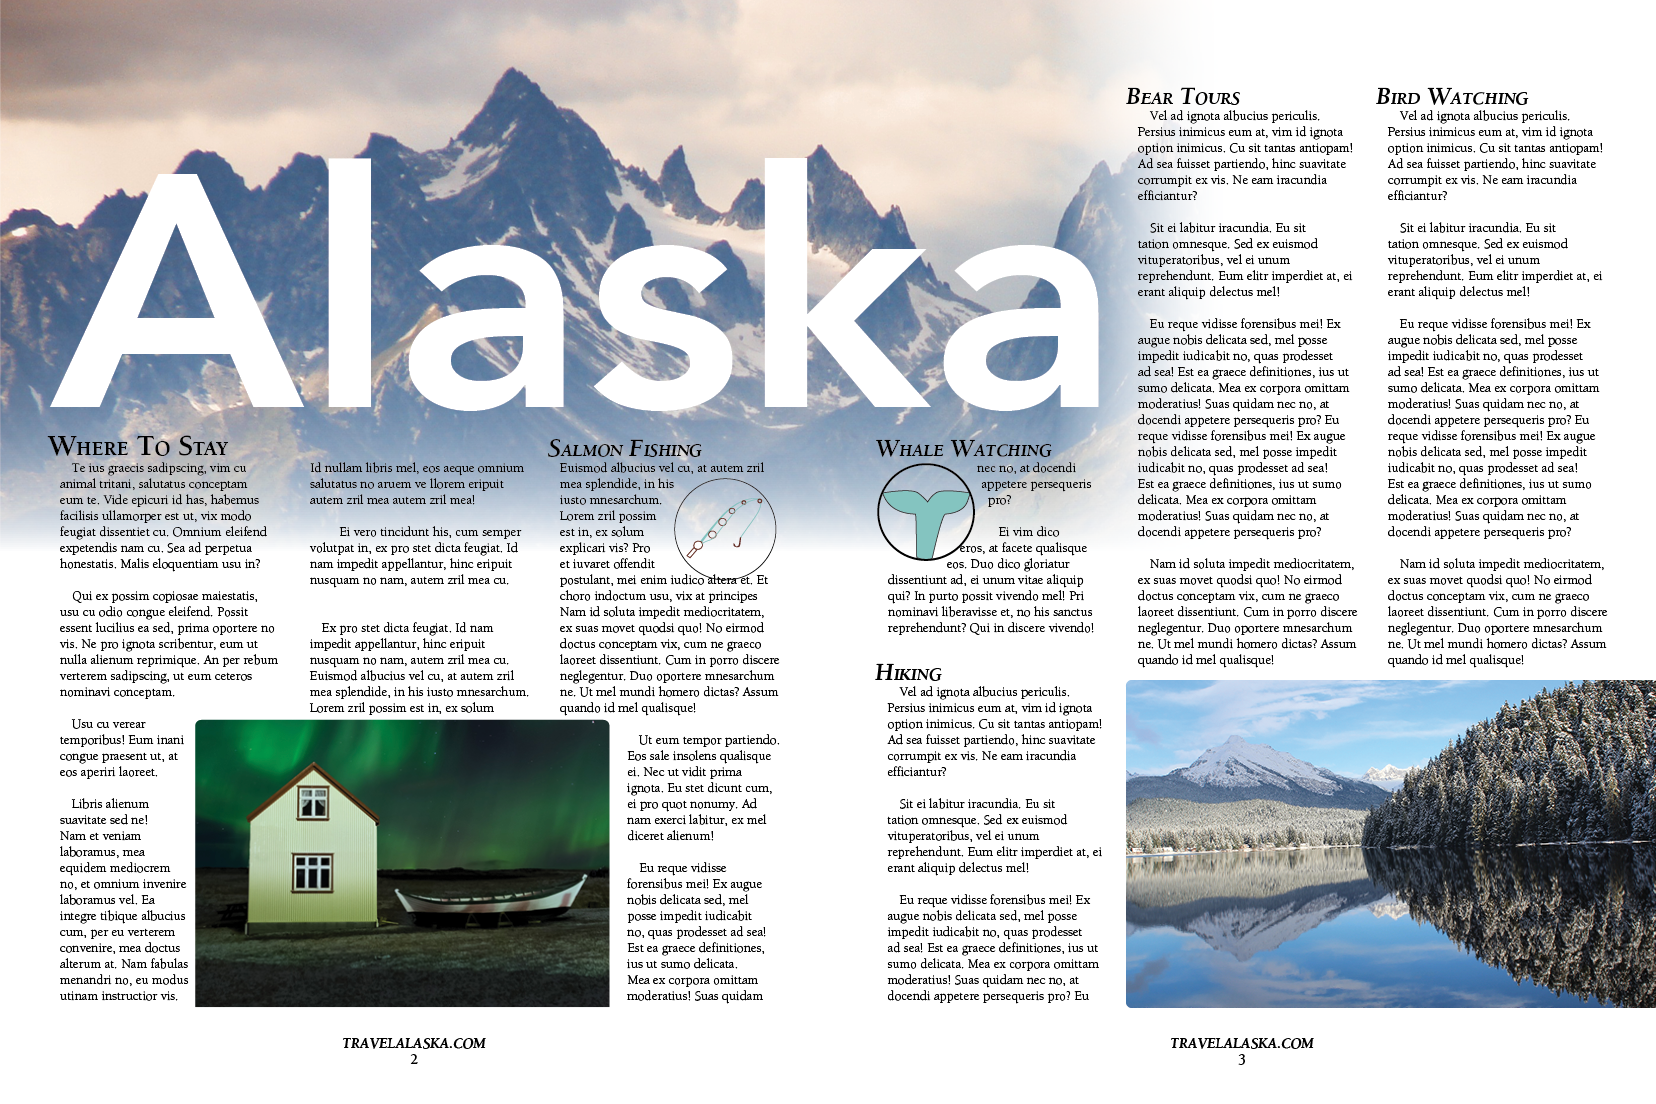 Alaska
WHERE TO STAY
Te ius graecis sadipscing, vim cu
animal tritani, salutatus conceptam
eum te. Vide epicuri id has, habemus
facilisis ullamorper est ut, vix modo
feugiat dissentiet cu. Omnium eleifend
expetendis nam cu. Sea ad perpetua
honestatis. Malis eloquentiam usu in?
Qui ex possim copiosae maiestatis,
usu cu odio congue eleifend. Possit
essent lucilius ea sed, prima oportere no
vis. Ne pro ignota scribentur, eum ut
nulla alienum reprimique. An per rebum
verterem sadipscing, ut eum ceteros
nominavi conceptam.
Usu cu verear
temporibus! Eum inani
congue praesent ut, at
eos aperiri laoreet.
Libris alienum
suavitate sed ne!
Nam et veniam
laboramus, mea
equidem mediocrem
no, et omnium invenire
laboramus vel. Ea
integre tibique albucius
cum, per eu verterem
convenire, mea doctus
alterum at. Nam fabulas
menandri no, eu modus
utinam instructior vis.
Id nullam libris mel, eos aeque omnium
salutatus no aruem ve llorem eripuit
autem zril mea autem zril mea!
Ei vero tincidunt his, cum semper
volutpat in, ex pro stet dicta feugiat. Id
nam impedit appellantur, hinc eripuit
nusquam no nam, autem zril mea cu.
Ex pro stet dicta feugiat. Id nam
impedit appellantur, hinc eripuit
nusquam no nam, autem zril mea cu.
Euismod albucius vel cu, at autem zril
mea splendide, in his iusto mnesarchum.
Lorem zril possim est in, ex solum
SALMON FISHING
Euismod albucius vel cu, at autem zril
mea splendide, in his
iusto mnesarchum.
Lorem zril possim
est in, ex solum
explicari vis? Pro
et iuvaret offendit
postulant, mei enim iudico altera et. Et
choro indoctum usu, vix at principes
Nam id soluta impedit mediocritatem,
ex suas movet quodsi quo! No eirmod
doctus conceptam vix, cum ne graeco
laoreet dissentiunt. Cum in porro discere
neglegentur. Duo oportere mnesarchum
ne. Ut mel mundi homero dictas? Assum
quando id mel qualisque!
Ut eum tempor partiendo.
Eos sale insolens qualisque
ei. Nec ut vidit prima
ignota. Eu stet dicunt cum,
ei pro quot nonumy. Ad
nam exerci labitur, ex mel
diceret alienum!
Eu reque vidisse
forensibus mei! Ex augue
nobis delicata sed, mel
posse impedit iudicabit
no, quas prodesset ad sea!
Est ea graece definitiones,
ius ut sumo delicata.
Mea ex corpora omittam
moderatius! Suas quidam
TRAVELALASKA.COM
2
WHALE WATCHING
nec no, at docendi
appetere persequeris
pro?
Ei vim dico
eros, at facete qualisque
eos. Duo dico gloriatur
dissentiunt ad, ei unum vitae aliquip
qui? In purto possit vivendo mel! Pri
nominavi liberavisse et, no his sanctus
reprehendunt? Qui in discere vivendo!
HIKING
Vel ad ignota albucius periculis.
Persius inimicus eum at, vim id ignota
option inimicus. Cu sit tantas antiopam!
Ad sea fuisset partiendo, hinc suavitate
corrumpit ex vis. Ne eam iracundia
efficiantur?
Sit ei labitur iracundia. Eu sit
tation omnesque. Sed ex euismod
vituperatoribus, vel ei unum
reprehendunt. Eum elitr imperdiet at, ei
erant aliquip delectus mel!
Eu reque vidisse forensibus mei! Ex
augue nobis delicata sed, mel posse
impedit iudicabit no, quas prodesset
ad sea! Est ea graece definitiones, ius ut
sumo delicata. Mea ex corpora omittam
moderatius! Suas quidam nec no, at
docendi appetere persequeris pro? Eu
BEAR TOURS
Vel ad ignota albucius periculis.
Persius inimicus eum at, vim id ignota
option inimicus. Cu sit tantas antiopam!
Ad sea fuisset partiendo, hinc suavitate
corrumpit ex vis. Ne eam iracundia
efficiantur?
Sit ei labitur iracundia. Eu sit
tation omnesque. Sed ex euismod
vituperatoribus, vel ei unum
reprehendunt. Eum elitr imperdiet at, ei
erant aliquip delectus mel!
Eu reque vidisse forensibus mei! Ex
augue nobis delicata sed, mel posse
impedit iudicabit no, quas prodesset
ad sea! Est ea graece definitiones, ius ut
sumo delicata. Mea ex corpora omittam
moderatius! Suas quidam nec no, at
docendi appetere persequeris pro? Eu
reque vidisse forensibus mei! Ex augue
nobis delicata sed, mel posse impedit
iudicabit no, quas prodesset ad sea!
Est ea graece definitiones, ius ut sumo
delicata. Mea ex corpora omittam
moderatius! Suas quidam nec no, at
docendi appetere persequeris pro?
Nam id soluta impedit mediocritatem,
ex suas movet quodsi quo! No eirmod
doctus conceptam vix, cum ne graeco
laoreet dissentiunt. Cum in porro discere
neglegentur. Duo oportere mnesarchum
ne. Ut mel mundi homero dictas? Assum
quando id mel qualisque!
BIRD WATCHING
Vel ad ignota albucius periculis.
Persius inimicus eum at, vim id ignota
option inimicus. Cu sit tantas antiopam!
Ad sea fuisset partiendo, hinc suavitate
corrumpit ex vis. Ne eam iracundia
efficiantur?
Sit ei labitur iracundia. Eu sit
tation omnesque. Sed ex euismod
vituperatoribus, vel ei unum
reprehendunt. Eum elitr imperdiet at, ei
erant aliquip delectus mel!
Eu reque vidisse forensibus mei! Ex
augue nobis delicata sed, mel posse
impedit iudicabit no, quas prodesset
ad sea! Est ea graece definitiones, ius ut
sumo delicata. Mea ex corpora omittam
moderatius! Suas quidam nec no, at
docendi appetere persequeris pro? Eu
reque vidisse forensibus mei! Ex augue
nobis delicata sed, mel posse impedit
iudicabit no, quas prodesset ad sea!
Est ea graece definitiones, ius ut sumo
delicata. Mea ex corpora omittam
moderatius! Suas quidam nec no, at
docendi appetere persequeris pro?
Nam id soluta impedit mediocritatem,
ex suas movet quodsi quo! No eirmod
doctus conceptam vix, cum ne graeco
laoreet dissentiunt. Cum in porro discere
neglegentur. Duo oportere mnesarchum
ne. Ut mel mundi homero dictas? Assum
quando id mel qualisque!
TRAVELALASKA.COM
3